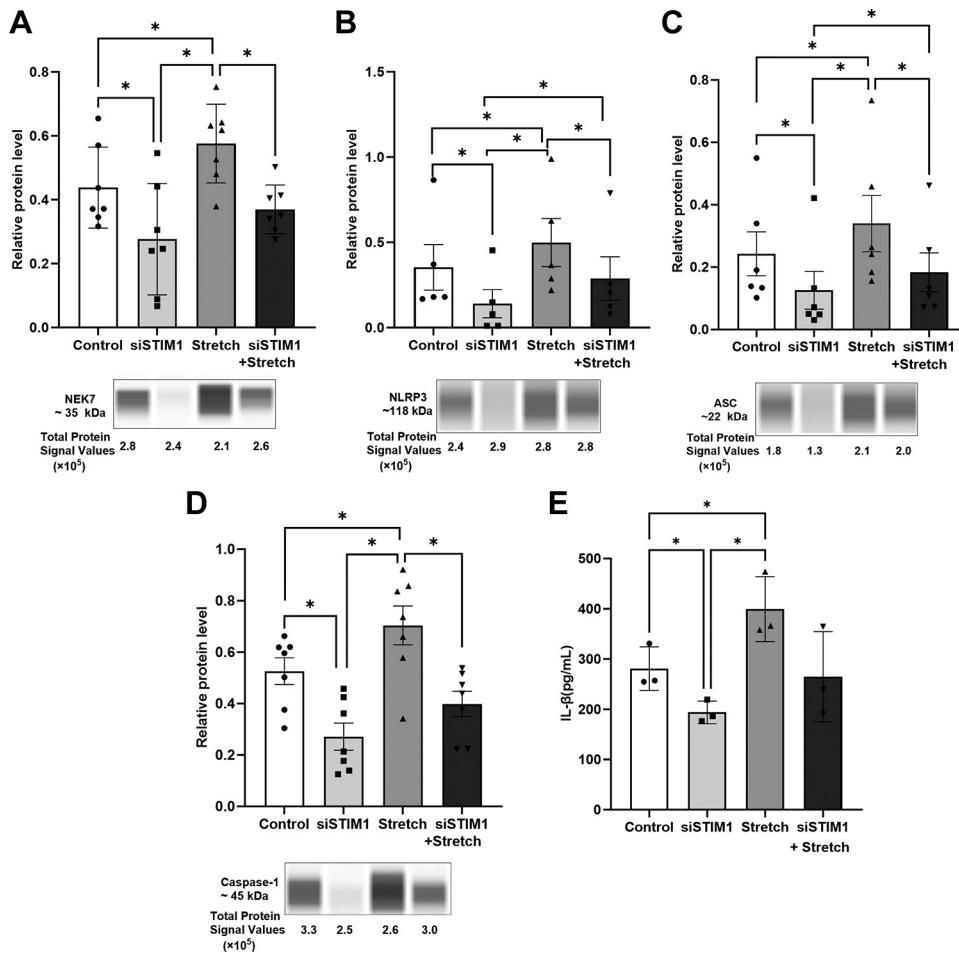 A
B
C
Relative protein level
0.8
0.6
0.4
0.2
0.0
*
*
*
*
Control siSTIM1 Stretch siSTIM1
+Stretch
NEK7
~ 35 kDa
Total Protein
Signal Values
(×10⁵)
2.8 2.4 2.1 2.6
Relative protein level
1.5
1.0
0.5
0.0
*
*
*
*
*
Control siSTIM1 Stretch siSTIM1
+Stretch
NLRP3
~118 kDa
Total Protein
Signal Values
(×10⁵)
2.4 2.9 2.8 2.8
Relative protein level
0.8
0.6
0.4
0.2
0.0
*
*
*
*
*
Control siSTIM1 Stretch siSTIM1
+Stretch
ASC
~22 kDa
Total Protein
Signal Values
(×10⁵)
1.8 1.3 2.1 2.0
D
E
Relative protein level
1.0
0.8
0.6
0.4
0.2
0.0
*
*
*
*
Control siSTIM1 Stretch siSTIM1
+Stretch
Caspase-1
~ 45 kDa
Total Protein
Signal Values
(×10⁵)
3.3 2.5 2.6 3.0
IL-β(pg/mL)
500
400
300
200
100
0
*
*
*
Control siSTIM1 Stretch siSTIM1
+ Stretch